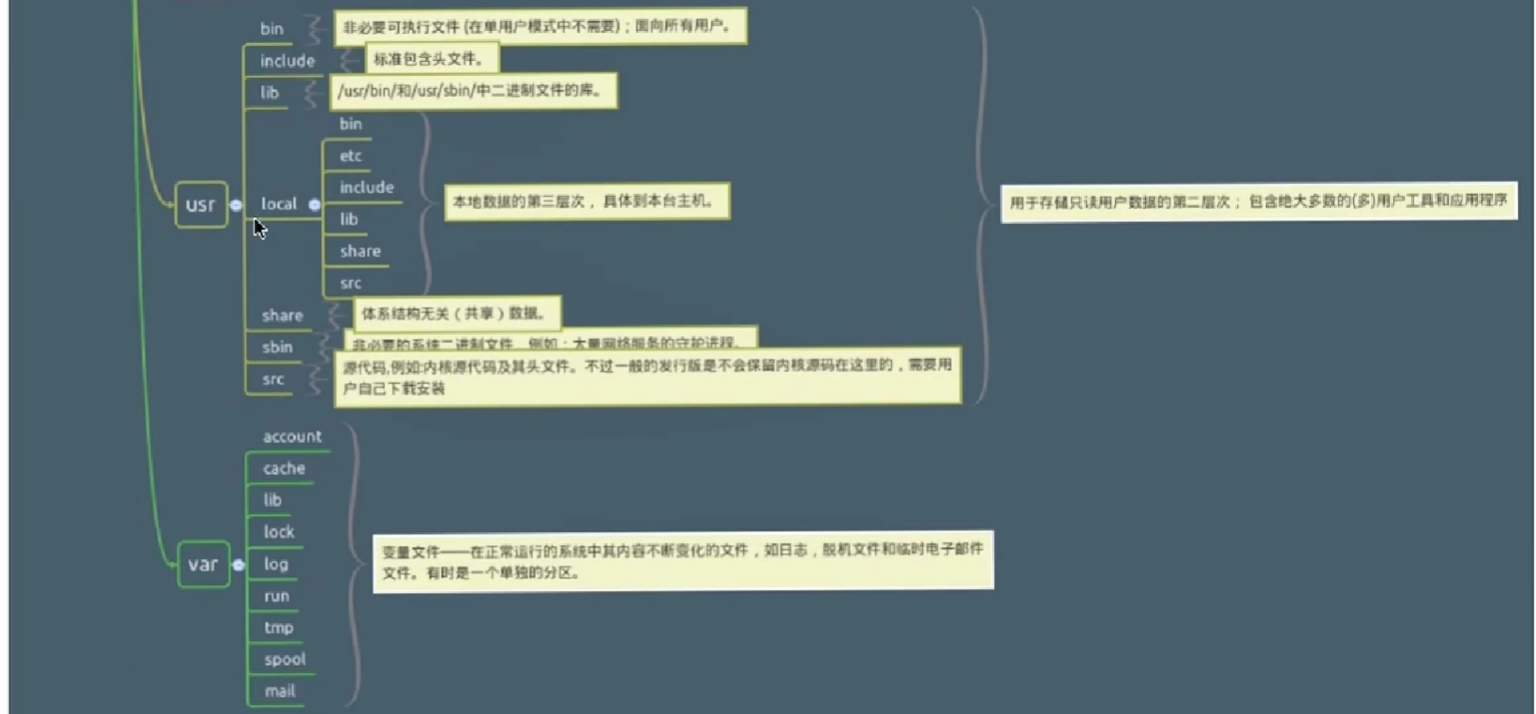 bin
非必要可执行文件 (在单用户模式中不需要)；面向所有用户。
include
标准包含头文件。
lib
/usr/bin/和/usr/sbin/中二进制文件的库。
bin
etc
include
usr
local
本地数据的第三层次， 具体到本台主机。
用于存储只读用户数据的第二层次； 包含绝大多数的(多)用户工具和应用程序
lib
share
src
share
体系结构无关（共享）数据。
sbin
非必要的系统二进制文件，例如：大量网络服务的守护进程。
src
源代码,例如:内核源代码及其头文件。不过一般的发行版是不会保留内核源码在这里的，需要用
户自己下载安装
account
cache
lib
lock
var
log
变量文件——在正常运行的系统中其内容不断变化的文件，如日志，脱机文件和临时电子邮件
文件。有时是一个单独的分区。
run
tmp
spool
mail